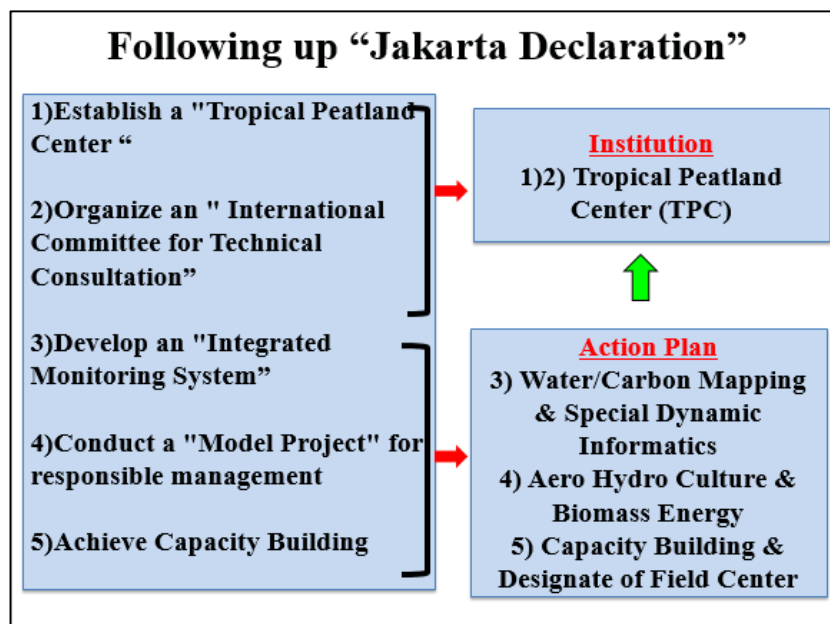 Following up “Jakarta Declaration”
1)Establish a "Tropical Peatland
Center “
2)Organize an " International
Committee for Technical
Consultation”
3)Develop an "Integrated
Monitoring System”
4)Conduct a "Model Project" for
responsible management
5)Achieve Capacity Building
Institution
1)2) Tropical Peatland
Center (TPC)
Action Plan
3) Water/Carbon Mapping
& Special Dynamic
Informatics
4) Aero Hydro Culture &
Biomass Energy
5) Capacity Building &
Designate of Field Center